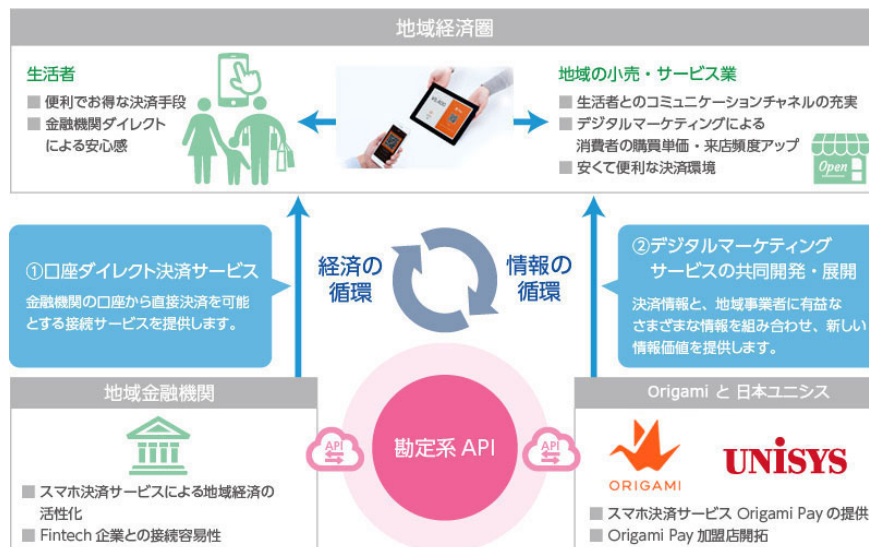 地域経済圏
生活者
■ 便利でお得な決済手段
■ 金融機関ダイレクト
による安心感
地域の小売・サービス業
■ 生活者とのコミュニケーションチャネルの充実
■ デジタルマーケティングによる
消費者の購買単価・来店頻度アップ
■ 安くて便利な決済環境
Open
①口座ダイレクト決済サービス
金融機関の口座から直接決済を可能
とする接続サービスを提供します。
経済の
循環
情報の
循環
②デジタルマーケティング
サービスの共同開発・展開
決済情報と、地域事業者に有益な
さまざまな情報を組み合わせ、新しい
情報価値を提供します。
地域金融機関
■ スマホ決済サービスによる地域経済の
活性化
■ Fintech 企業との接続容易性
API
勘定系 API
API
Origami と 日本ユニシス
ORIGAMI
UNISYS
■ スマホ決済サービス Origami Pay の提供
■ Origami Pay 加盟店開拓